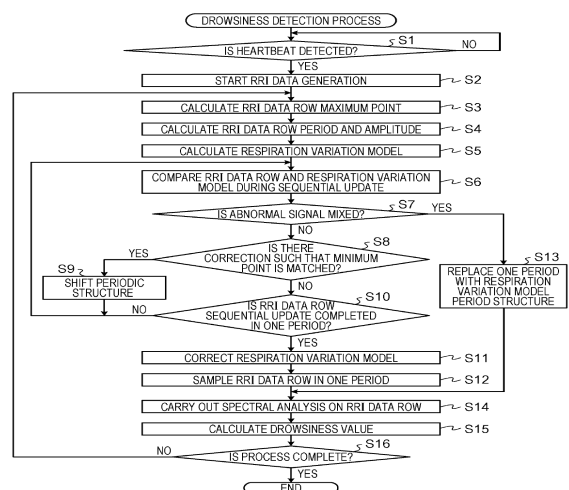 DROWSINESS DETECTION PROCESS
S1
IS HEARTBEAT DETECTED?
NO
YES
START RRI DATA GENERATION
S2
CALCULATE RRI DATA ROW MAXIMUM POINT
S3
CALCULATE RRI DATA ROW PERIOD AND AMPLITUDE
S4
CALCULATE RESPIRATION VARIATION MODEL
S5
COMPARE RRI DATA ROW AND RESPIRATION VARIATION
MODEL DURING SEQUENTIAL UPDATE
S6
S7
IS ABNORMAL SIGNAL MIXED?
YES
NO
S8
IS THERE
CORRECTION SUCH THAT MINIMUM
POINT IS MATCHED?
YES
NO
S9
SHIFT PERIODIC
STRUCTURE
S13
REPLACE ONE PERIOD
WITH RESPIRATION
VARIATION MODEL
PERIOD STRUCTURE
S10
IS RRI DATA ROW
SEQUENTIAL UPDATE COMPLETED
IN ONE PERIOD?
NO
YES
CORRECT RESPIRATION VARIATION MODEL
S11
SAMPLE RRI DATA ROW IN ONE PERIOD
S12
CARRY OUT SPECTRAL ANALYSIS ON RRI DATA ROW
S14
CALCULATE DROWSINESS VALUE
S15
S16
IS PROCESS COMPLETE?
NO
YES
END